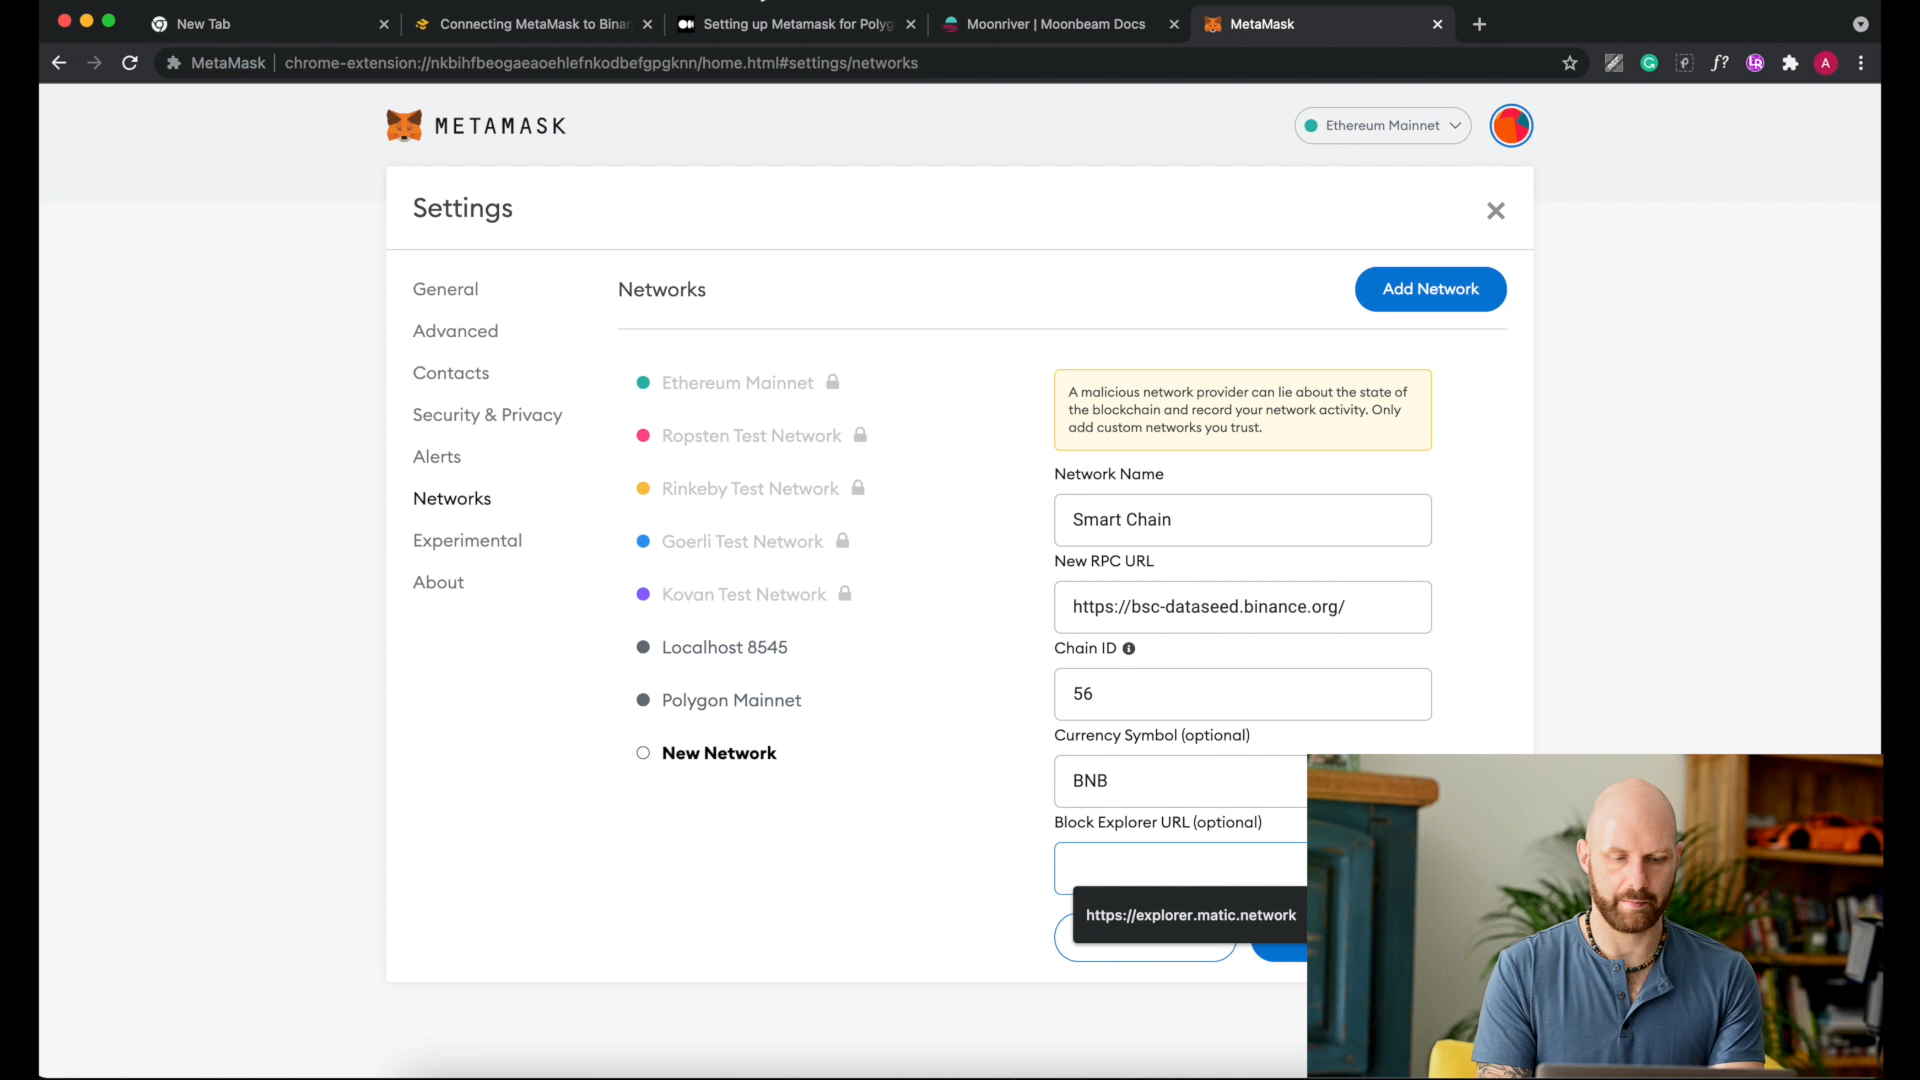 New Tab
Connecting MetaMask to Binan
Setting up Metamask for Polyg
Moonriver | Moonbeam Docs
MetaMask
MetaMask
chrome-extension://nkbihfbeogaeaoehlefnkodbefgpgknn/home.html#settings/networks
A
METAMASK
Ethereum Mainnet
Settings
General
Advanced
Contacts
Security & Privacy
Alerts
Networks
Experimental
About
Networks
Add Network
Ethereum Mainnet
Ropsten Test Network
Rinkeby Test Network
Goerli Test Network
Kovan Test Network
Localhost 8545
Polygon Mainnet
New Network
A malicious network provider can lie about the state of
the blockchain and record your network activity. Only
add custom networks you trust.
Network Name
Smart Chain
New RPC URL
https://bsc-dataseed.binance.org/
Chain ID
56
Currency Symbol (optional)
BNB
Block Explorer URL (optional)
https://explorer.matic.network